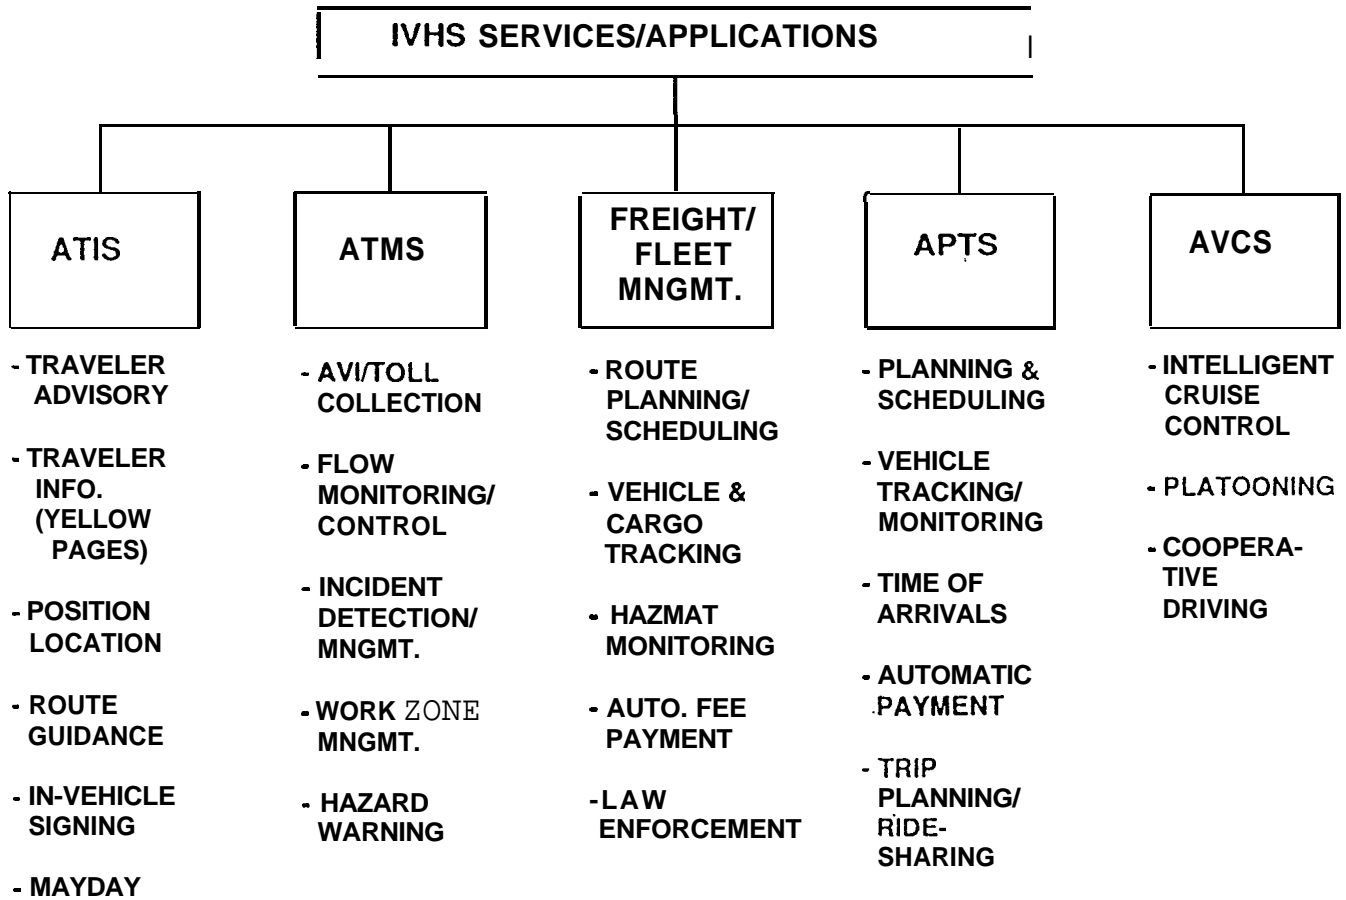 IVHS SERVICES/APPLICATIONS
ATIS
- TRAVELER
ADVISORY
- TRAVELER
INFO.
(YELLOW
PAGES)
- POSITION
LOCATION
- ROUTE
GUIDANCE
- IN-VEHICLE
SIGNING
- MAYDAY
ATMS
- AVI/TOLL
COLLECTION
- FLOW
MONITORING/
CONTROL
- INCIDENT
DETECTION/
MNGMT.
- WORK ZONE
MNGMT.
- HAZARD
WARNING
FREIGHT/
FLEET
MNGMT.
- ROUTE
PLANNING/
SCHEDULING
- VEHICLE &
CARGO
TRACKING
- HAZMAT
MONITORING
- AUTO. FEE
PAYMENT
-LAW
ENFORCEMENT
APTS
- PLANNING &
SCHEDULING
- VEHICLE
TRACKING/
MONITORING
- TIME OF
ARRIVALS
- AUTOMATIC
PAYMENT
- TRIP
PLANNING/
RIDE-
SHARING
AVCS
- INTELLIGENT
CRUISE
CONTROL
- PLATOONING
- COOPERA-
TIVE
DRIVING